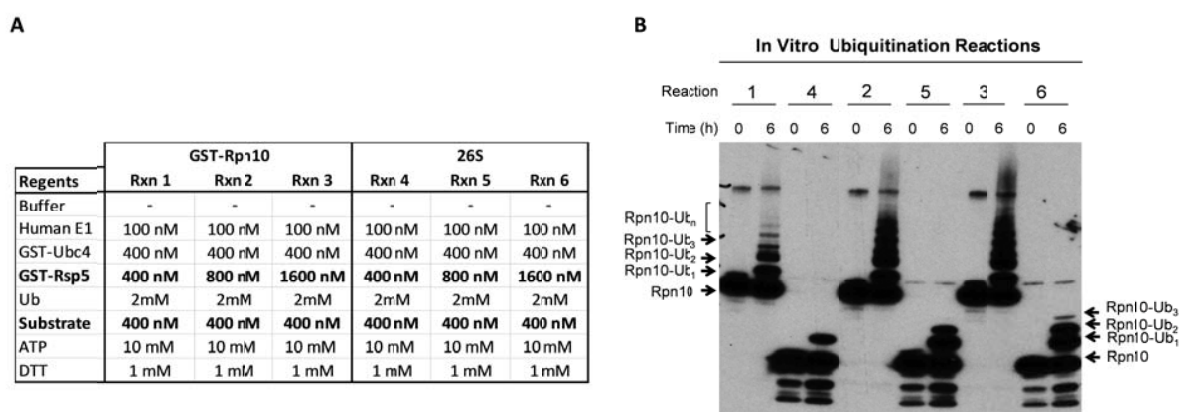 A
GST-Rpn10 26S
Regents Rxn 1 Rxn 2 Rxn 3 Rxn 4 Rxn 5 Rxn 6
Buffer - - - - - -
Human E1 100 nM 100 nM 100 nM 100 nM 100 nM 100 nM
GST-Ubc4 400 nM 400 nM 400 nM 400 nM 400 nM 400 nM
GST-Rsp5 400 nM 800 nM 1600 nM 400 nM 800 nM 1600 nM
Ub 2mM 2mM 2mM 2mM 2mM 2mM
Substrate 400 nM 400 nM 400 nM 400 nM 400 nM 400 nM
ATP 10 mM 10 mM 10 mM 10 mM 10 mM 10 mM
DTT 1 mM 1 mM 1 mM 1 mM 1 mM 1 mM
B
In Vitro Ubiquitination Reactions
Reaction 1 4 2 5 3 6
Time (h) 0 6 0 6 0 6 0 6 0 6 0 6
Rpn10-Ubn
Rpn10-Ub3
Rpn10-Ub2
Rpn10-Ub1
Rpn10
Rpn10-Ub3
Rpn10-Ub2
Rpn10-Ub1
Rpn10